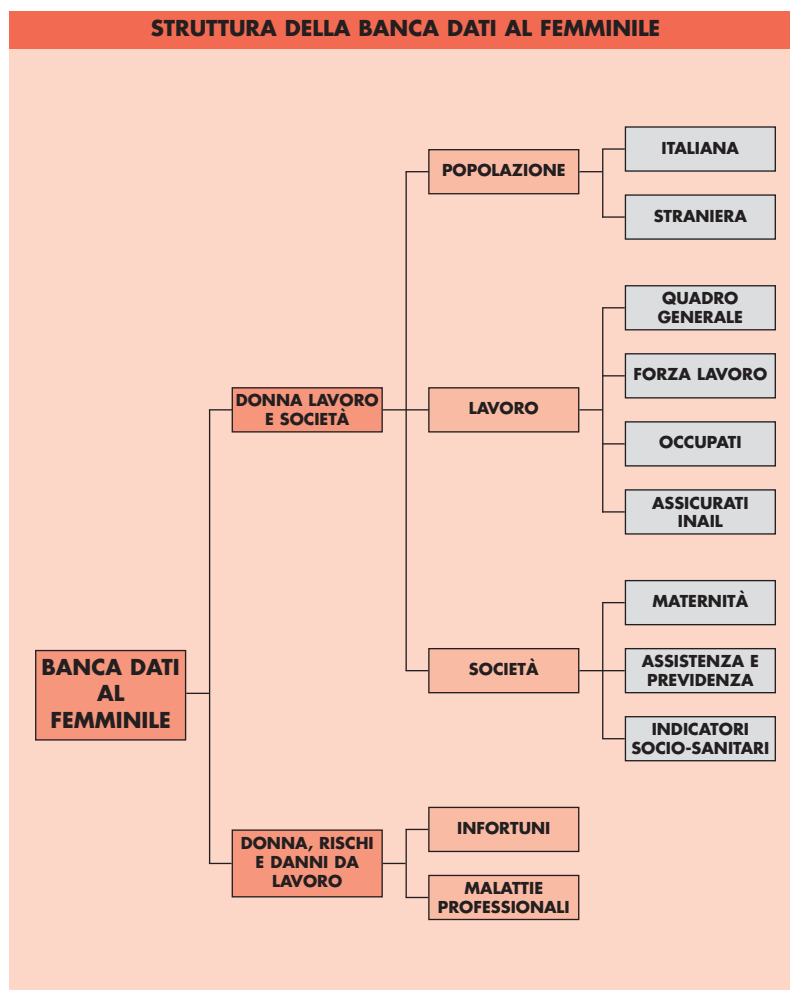 STRUTTURA DELLA BANCA DATI AL FEMMINILE
ITALIANA
POPOLAZIONE
STRANIERA
QUADRO
GENERALE
FORZA LAVORO
DONNA LAVORO
E SOCIETÀ
LAVORO
OCCUPATI
ASSICURATI
INAIL
MATERNITÀ
BANCA DATI
AL
FEMMINILE
SOCIETÀ
ASSISTENZA E
PREVIDENZA
INDICATORI
SOCIO-SANITARI
DONNA, RISCHI
E DANNI DA
LAVORO
INFORTUNI
MALATTIE
PROFESSIONALI